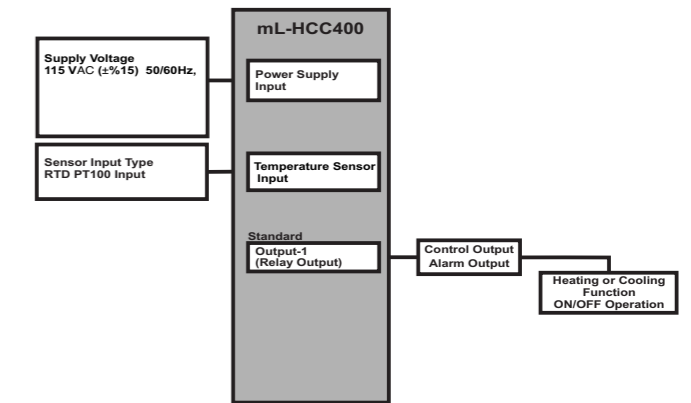 mL-HCC400
Supply Voltage
115 VAC (±%15) 50/60Hz,
Power Supply
Input
Sensor Input Type
RTD PT100 Input
Temperature Sensor
Input
Standard
Output-1
(Relay Output)
Control Output
Alarm Output
Heating or Cooling
Function
ON/OFF Operation